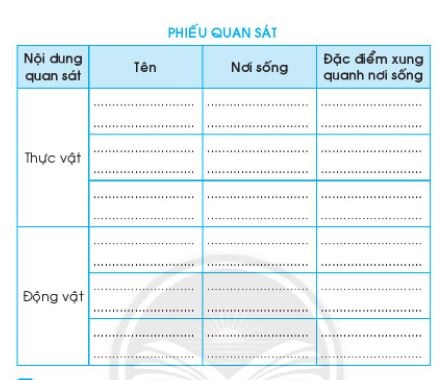 PHIẾU QUAN SÁT
Nội dung
quan sát
Tên
Nơi sống
Đặc điểm xung
quanh nơi sống
Thực vật
Động vật